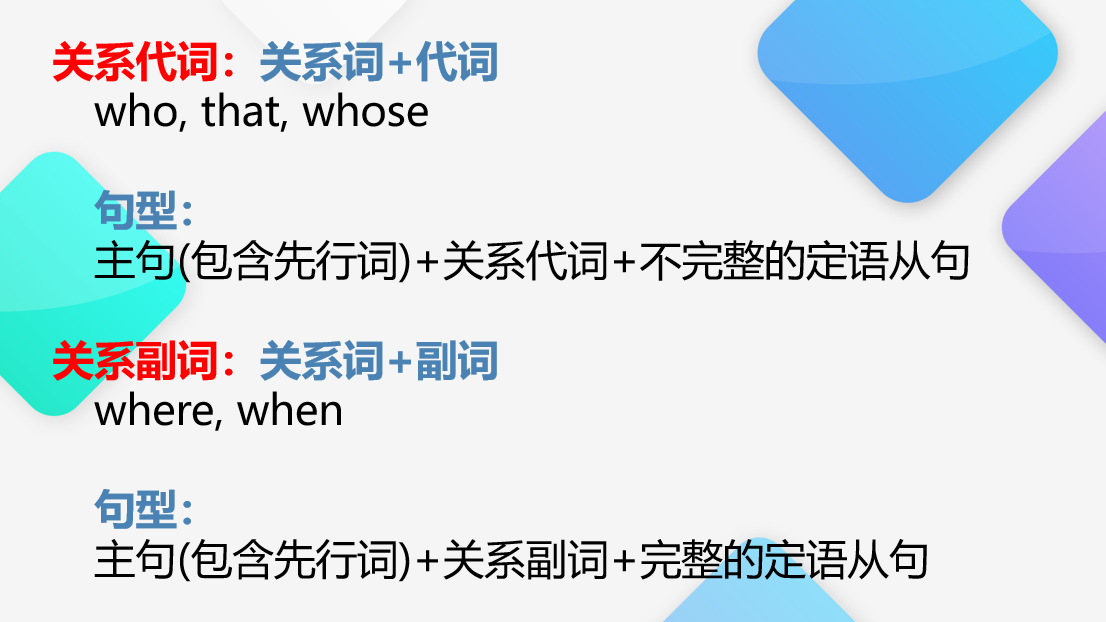 关系代词：关系词+代词
who, that, whose
句型：
主句(包含先行词)+关系代词+不完整的定语从句
关系副词：关系词+副词
where, when
句型：
主句(包含先行词)+关系副词+完整的定语从句